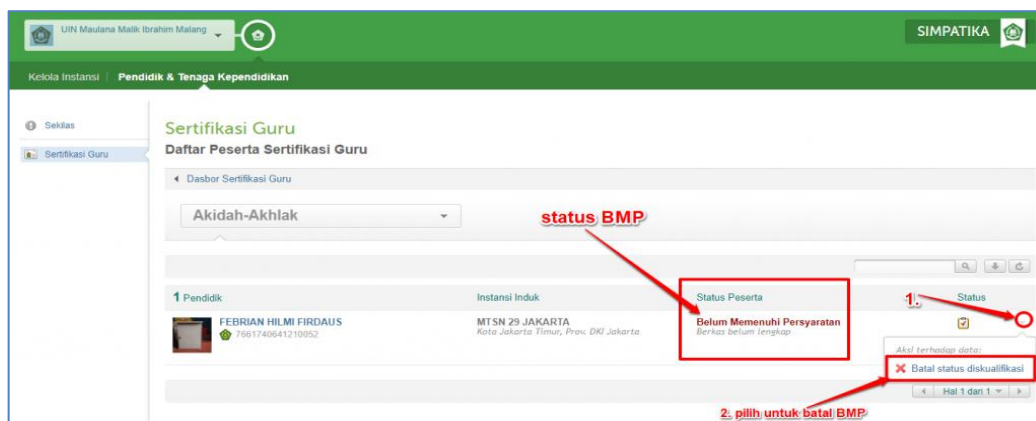 UIN Maulana Malik Ibrahim Malang
SIMPATIKA
Kelola Instansi | Pendidik & Tenaga Kependidikan
Sekilas
Sertifikasi Guru
Sertifikasi Guru
Daftar Peserta Sertifikasi Guru
Dasbor Sertifikasi Guru
Akidah-Akhlak
status BMP
1 Pendidik Instansi Induk Status Peserta 1. Status
FEBRIAN HILMI FIRDAUS MTSN 29 JAKARTA Belum Memenuhi Persyaratan
7661740641210052 Kota Jakarta Timur, Prov. DKI Jakarta Berkas belum lengkap
Aksi terhadap data:
Batal status diskualifikasi
Hal 1 dari 1
2. pilih untuk batal BMP